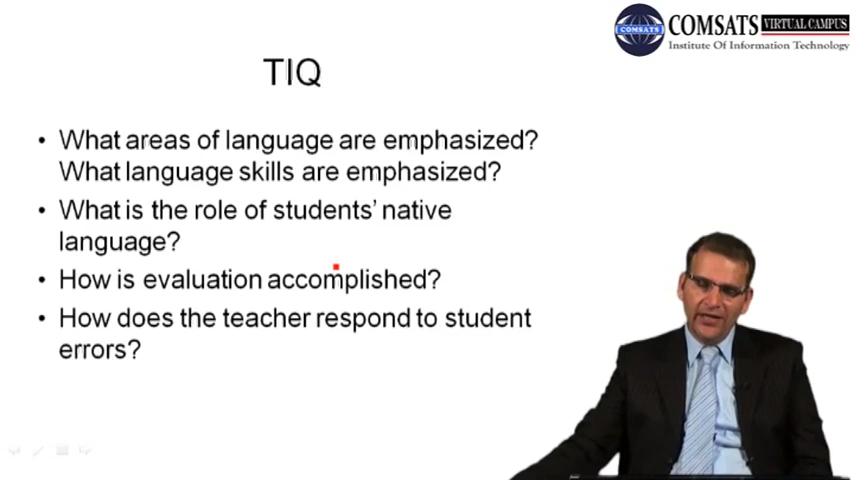 COMSATS VIRTUAL CAMPUS
COMSATS Institute Of Information Technology
TIQ
• What areas of language are emphasized?
What language skills are emphasized?
• What is the role of students' native
language?
• How is evaluation accomplished?
• How does the teacher respond to student
errors?